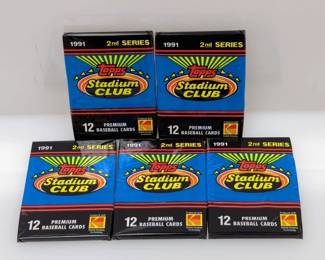 1991 2nd SERIES
Topps
Stadium
CLUB
12 PREMIUM
BASEBALL CARDS
Kodak
1991 2nd SERIES
Topps
Stadium
CLUB
12 PREMIUM
BASEBALL CARDS
Kodak
1991 2nd SERIES
Topps
Stadium
CLUB
12 PREMIUM
BASEBALL CARDS
1991 2nd SERIES
Topps
Stadium
CLUB
12 PREMIUM
BASEBALL CARDS
1991 2nd SERIES
Topps
Stadium
CLUB
12 PREMIUM
BASEBALL CARDS